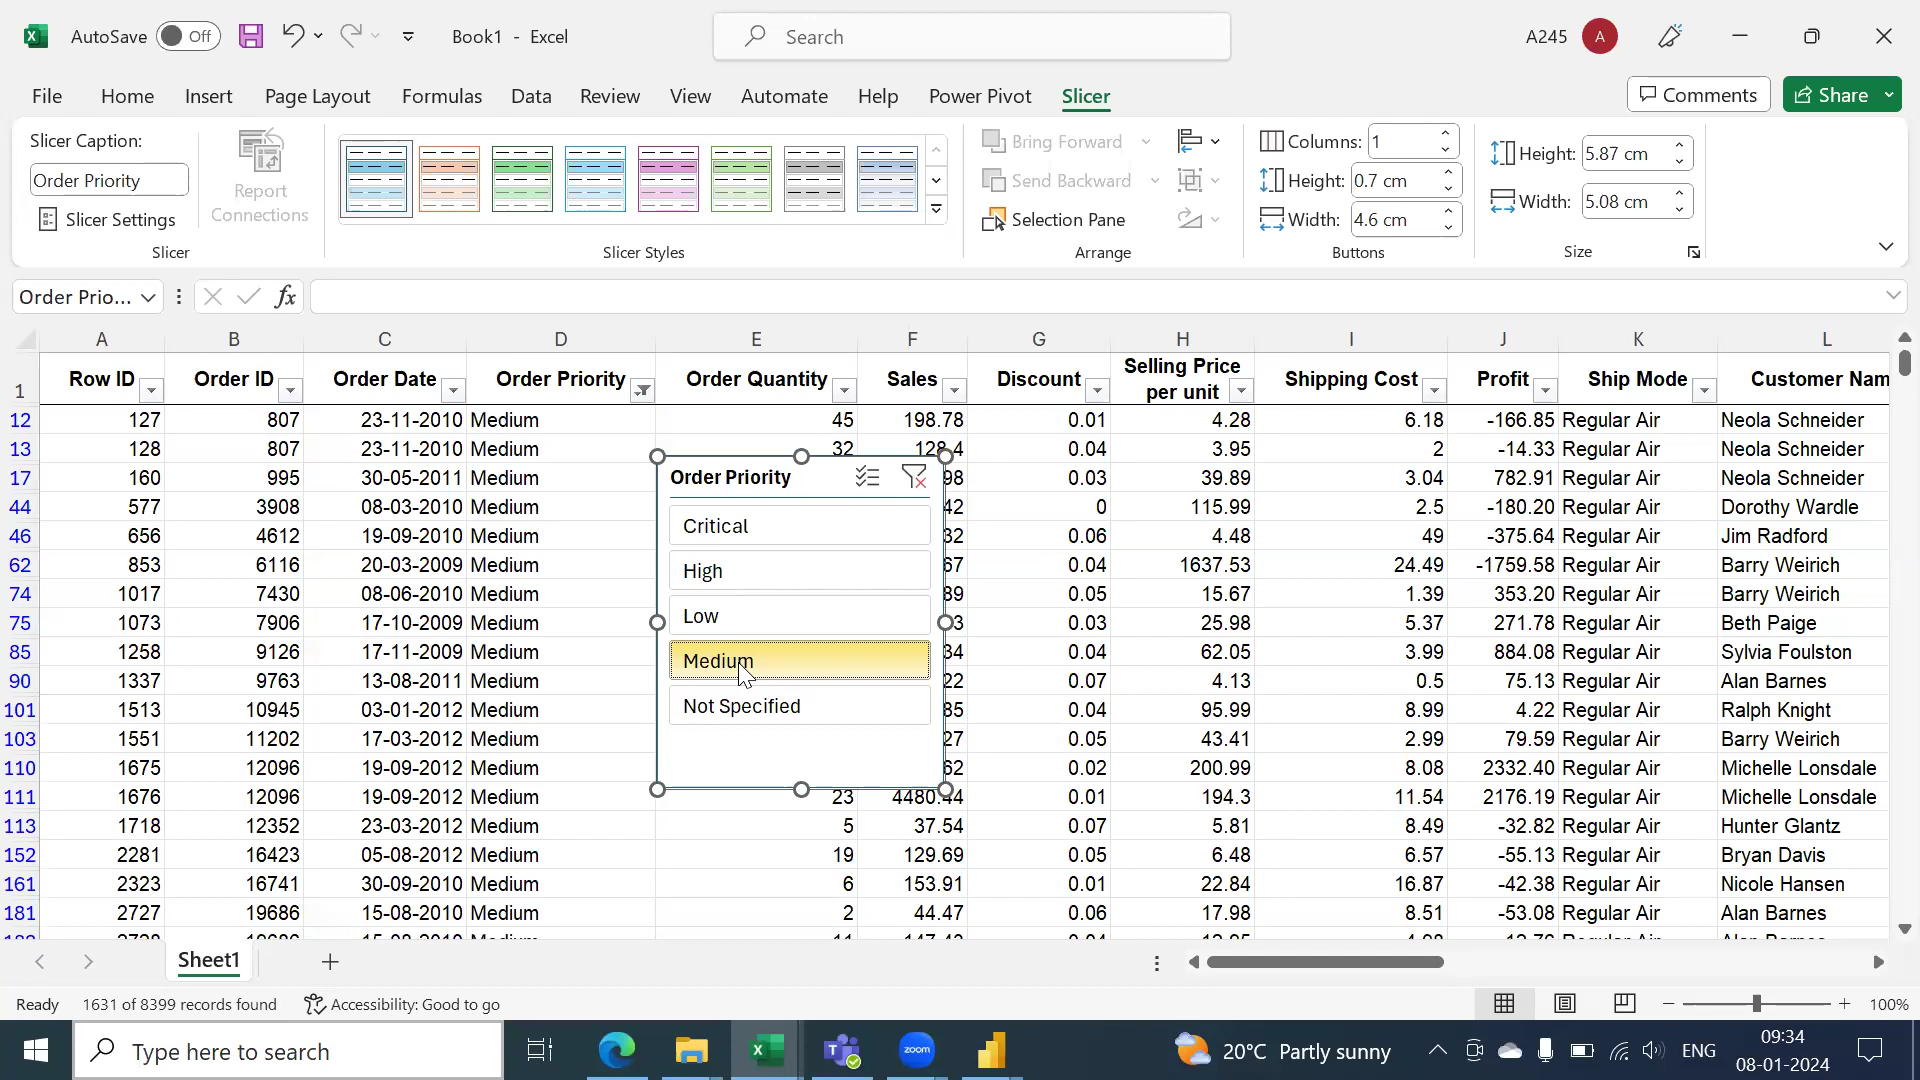 AutoSave Off Book1 - Excel Search A245 A
File Home Insert Page Layout Formulas Data Review View Automate Help Power Pivot Slicer Comments Share
Slicer Caption:
Order Priority
Slicer Settings
Report
Connections
Slicer
Slicer Styles
Bring Forward
Send Backward
Selection Pane
Arrange
Columns: 1
Height: 0.7 cm
Width: 4.6 cm
Buttons
Height: 5.87 cm
Width: 5.08 cm
Size
Order Prio... fx
A B C D E F G H I J K L
1 Row ID Order ID Order Date Order Priority Order Quantity Sales Discount Selling Price per unit Shipping Cost Profit Ship Mode Customer Nam
12 127 807 23-11-2010 Medium 45 198.78 0.01 4.28 6.18 -166.85 Regular Air Neola Schneider
13 128 807 23-11-2010 Medium 32 128.4 0.04 3.95 2 -14.33 Regular Air Neola Schneider
17 160 995 30-05-2011 Medium 98 0.03 39.89 3.04 782.91 Regular Air Neola Schneider
44 577 3908 08-03-2010 Medium 42 0 115.99 2.5 -180.20 Regular Air Dorothy Wardle
46 656 4612 19-09-2010 Medium 32 0.06 4.48 49 -375.64 Regular Air Jim Radford
62 853 6116 20-03-2009 Medium 67 0.04 1637.53 24.49 -1759.58 Regular Air Barry Weirich
74 1017 7430 08-06-2010 Medium 89 0.05 15.67 1.39 353.20 Regular Air Barry Weirich
75 1073 7906 17-10-2009 Medium 3 0.03 25.98 5.37 271.78 Regular Air Beth Paige
85 1258 9126 17-11-2009 Medium 34 0.04 62.05 3.99 884.08 Regular Air Sylvia Foulston
90 1337 9763 13-08-2011 Medium 22 0.07 4.13 0.5 75.13 Regular Air Alan Barnes
101 1513 10945 03-01-2012 Medium 85 0.04 95.99 8.99 4.22 Regular Air Ralph Knight
103 1551 11202 17-03-2012 Medium 27 0.05 43.41 2.99 79.59 Regular Air Barry Weirich
110 1675 12096 19-09-2012 Medium 62 0.02 200.99 8.08 2332.40 Regular Air Michelle Lonsdale
111 1676 12096 19-09-2012 Medium 23 4480.44 0.01 194.3 11.54 2176.19 Regular Air Michelle Lonsdale
113 1718 12352 23-03-2012 Medium 5 37.54 0.07 5.81 8.49 -32.82 Regular Air Hunter Glantz
152 2281 16423 05-08-2012 Medium 19 129.69 0.05 6.48 6.57 -55.13 Regular Air Bryan Davis
161 2323 16741 30-09-2010 Medium 6 153.91 0.01 22.84 16.87 -42.38 Regular Air Nicole Hansen
181 2727 19686 15-08-2010 Medium 2 44.47 0.06 17.98 8.51 -53.08 Regular Air Alan Barnes
Order Priority
Critical
High
Low
Medium
Not Specified
Sheet1
Ready 1631 of 8399 records found Accessibility: Good to go 100%
Type here to search zoom 20°C Partly sunny ENG 09:34
08-01-2024